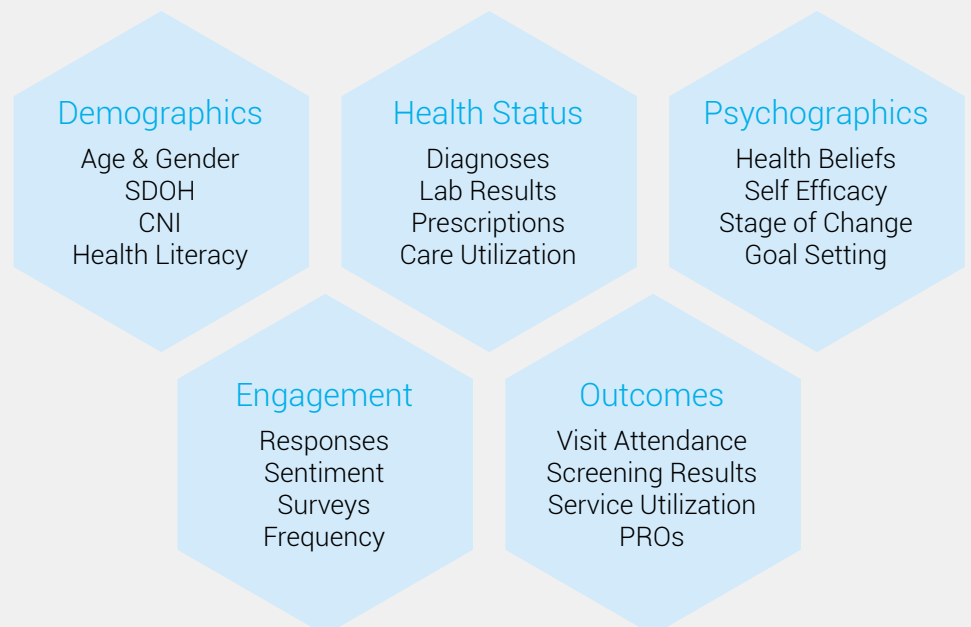 Demographics
Age & Gender
SDOH
CNI
Health Literacy
Health Status
Diagnoses
Lab Results
Prescriptions
Care Utilization
Psychographics
Health Beliefs
Self Efficacy
Stage of Change
Goal Setting
Engagement
Responses
Sentiment
Surveys
Frequency
Outcomes
Visit Attendance
Screening Results
Service Utilization
PROs